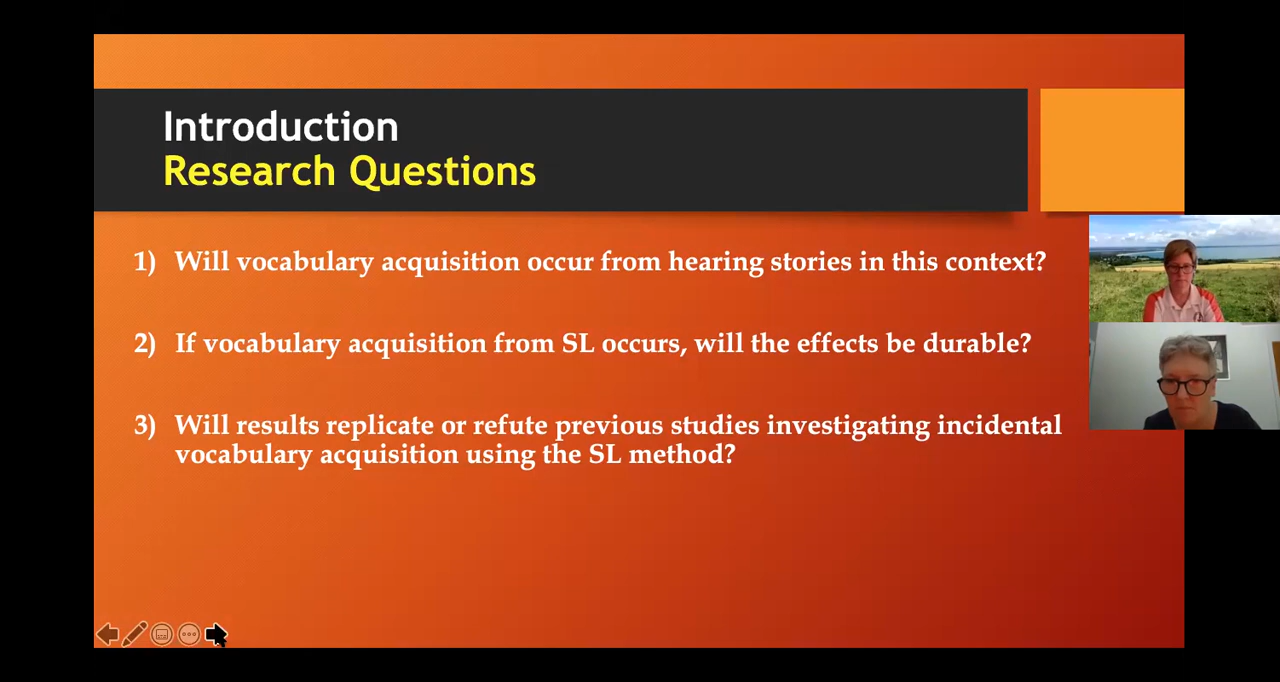 Introduction
Research Questions
1) Will vocabulary acquisition occur from hearing stories in this context?
2) If vocabulary acquisition from SL occurs, will the effects be durable?
3) Will results replicate or refute previous studies investigating incidental
vocabulary acquisition using the SL method?